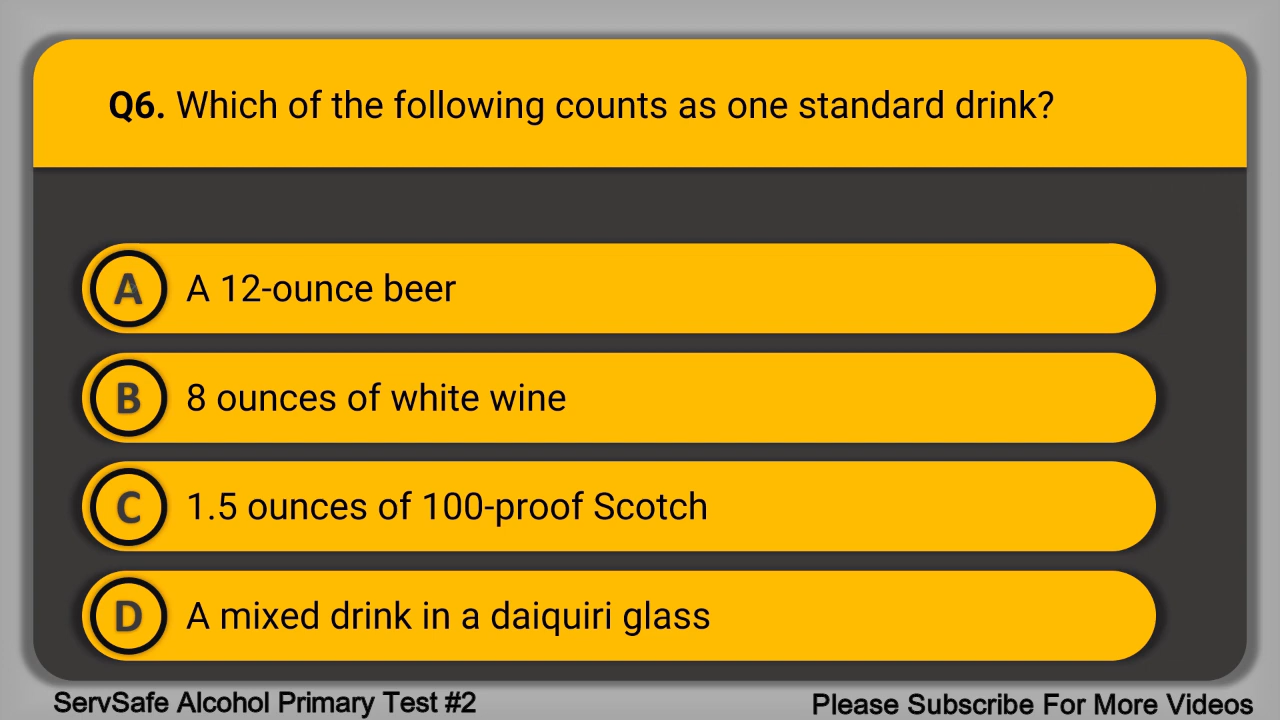 Q6. Which of the following counts as one standard drink?
A A 12-ounce beer
B 8 ounces of white wine
C 1.5 ounces of 100-proof Scotch
D A mixed drink in a daiquiri glass
ServSafe Alcohol Primary Test #2
Please Subscribe For More Videos